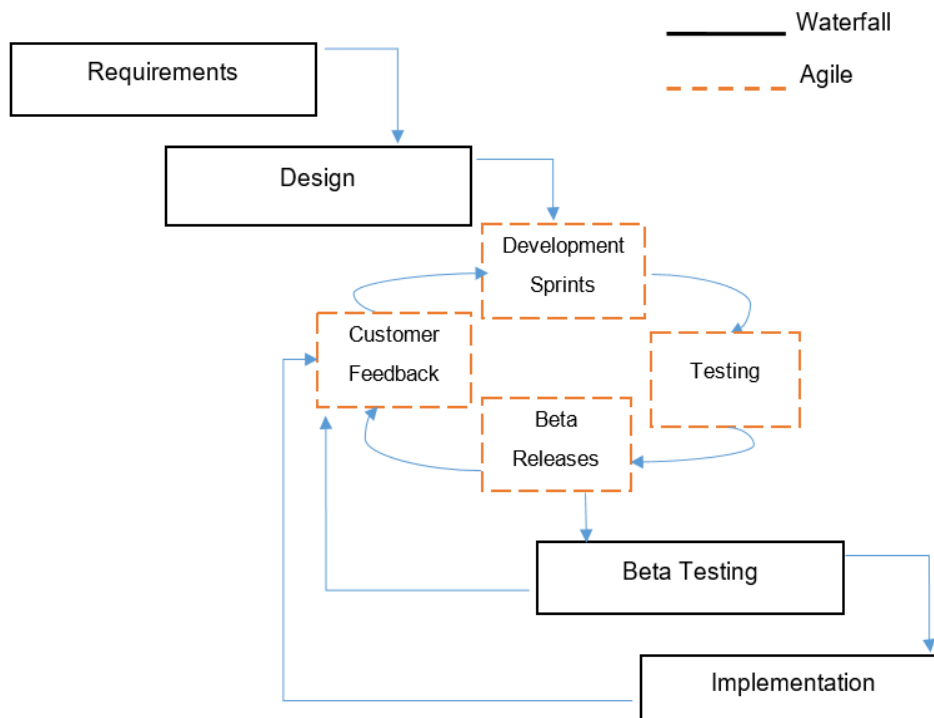 Waterfall
Requirements
Agile
Design
Development
Sprints
Customer
Feedback
Testing
Beta
Releases
Beta Testing
Implementation